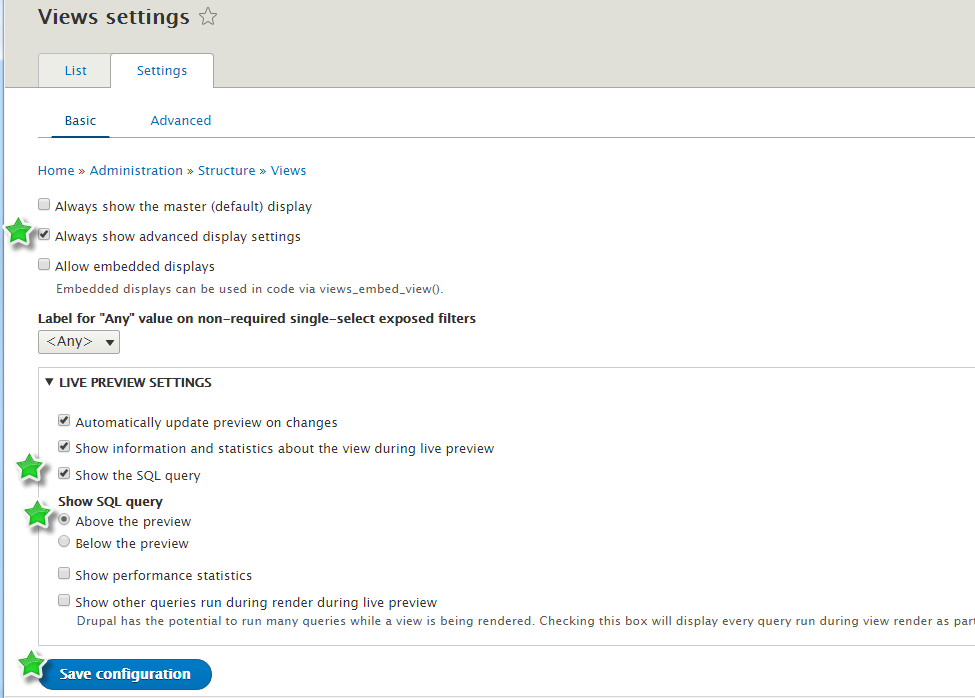 Views settings
List Settings
Basic Advanced
Home » Administration » Structure » Views
Always show the master (default) display
Always show advanced display settings
Allow embedded displays
Embedded displays can be used in code via views_embed_view().
Label for "Any" value on non-required single-select exposed filters
<Any>
LIVE PREVIEW SETTINGS
Automatically update preview on changes
Show information and statistics about the view during live preview
Show the SQL query
Show SQL query
Above the preview
Below the preview
Show performance statistics
Show other queries run during render during live preview
Drupal has the potential to run many queries while a view is being rendered. Checking this box will display every query run during view render as part
Save configuration